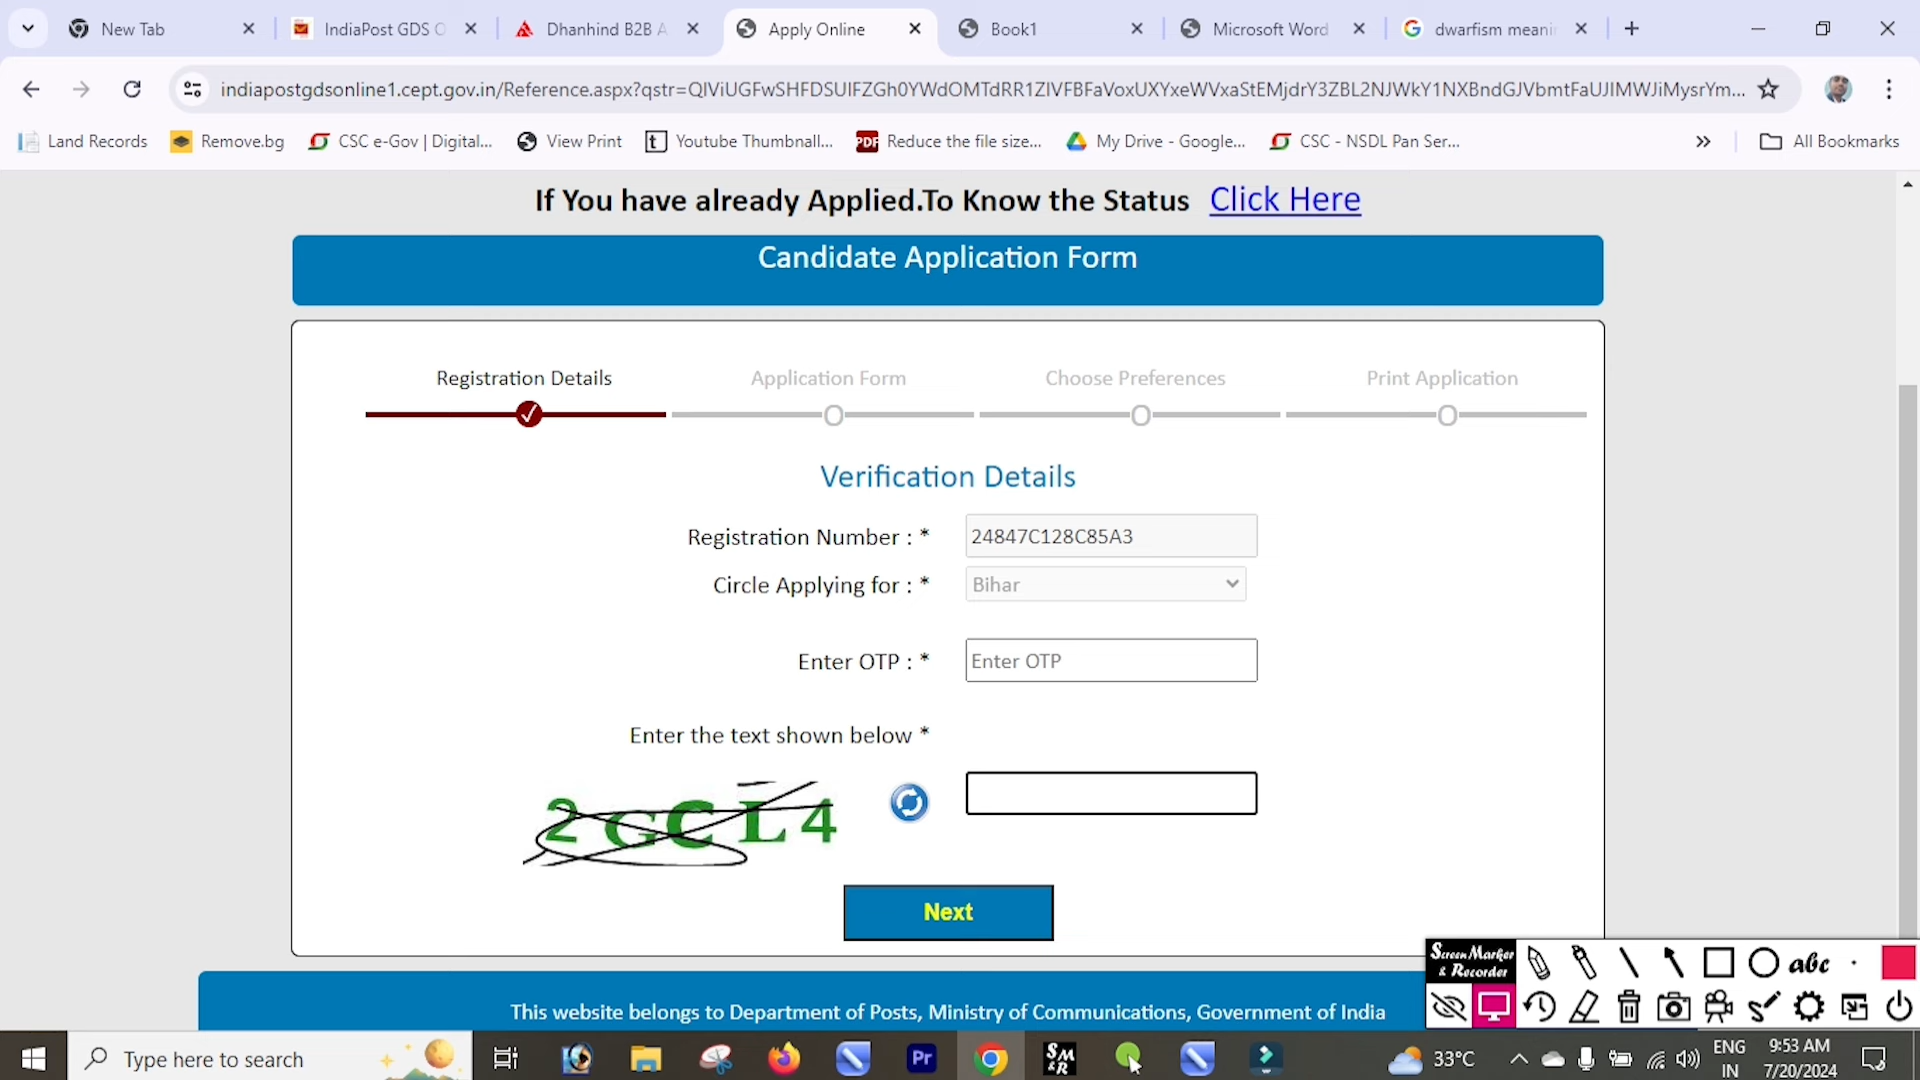 New Tab
IndiaPost GDS O
Dhanhind B2B A
Apply Online
Book1
Microsoft Word
dwarfism meani
indiapostgdsonline1.cept.gov.in/Reference.aspx?qstr=
Land Records
Remove.bg
CSC e-Gov | Digital...
View Print
Youtube Thumbnall...
Reduce the file size...
My Drive - Google...
CSC - NSDL Pan Ser...
All Bookmarks
If You have already Applied.To Know the Status Click Here
Candidate Application Form
Registration Details
Application Form
Choose Preferences
Print Application
Verification Details
Registration Number : * 24847C128C85A3
Circle Applying for : * Bihar
Enter OTP : * Enter OTP
Enter the text shown below *
2GCL4
Next
Screen Marker
& Recorder
abc
This website belongs to Department of Posts, Ministry of Communications, Government of India
Type here to search
Pr
SM
&R
33°C
ENG
IN
9:53 AM
7/20/2024